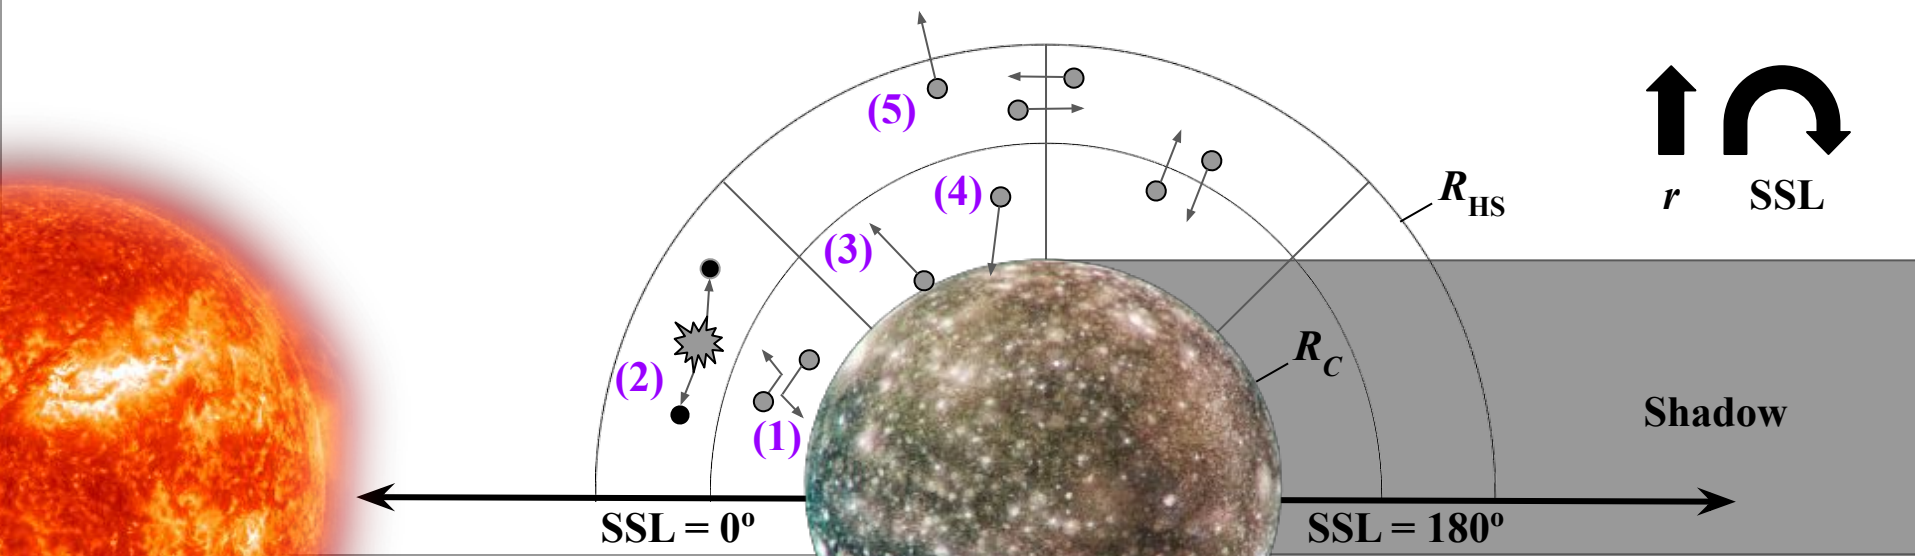 (5)
(4)
(3)
(2)
(1)
R_HS
r
SSL
R_C
Shadow
SSL = 0º
SSL = 180º